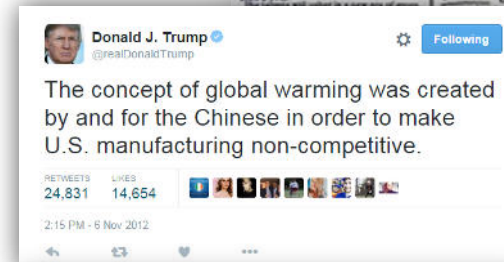 Donald J. Trump
@realDonaldTrump
Following
The concept of global warming was created
by and for the Chinese in order to make
U.S. manufacturing non-competitive.
RETWEETS LIKES
24,831 14,654
2:15 PM - 6 Nov 2012